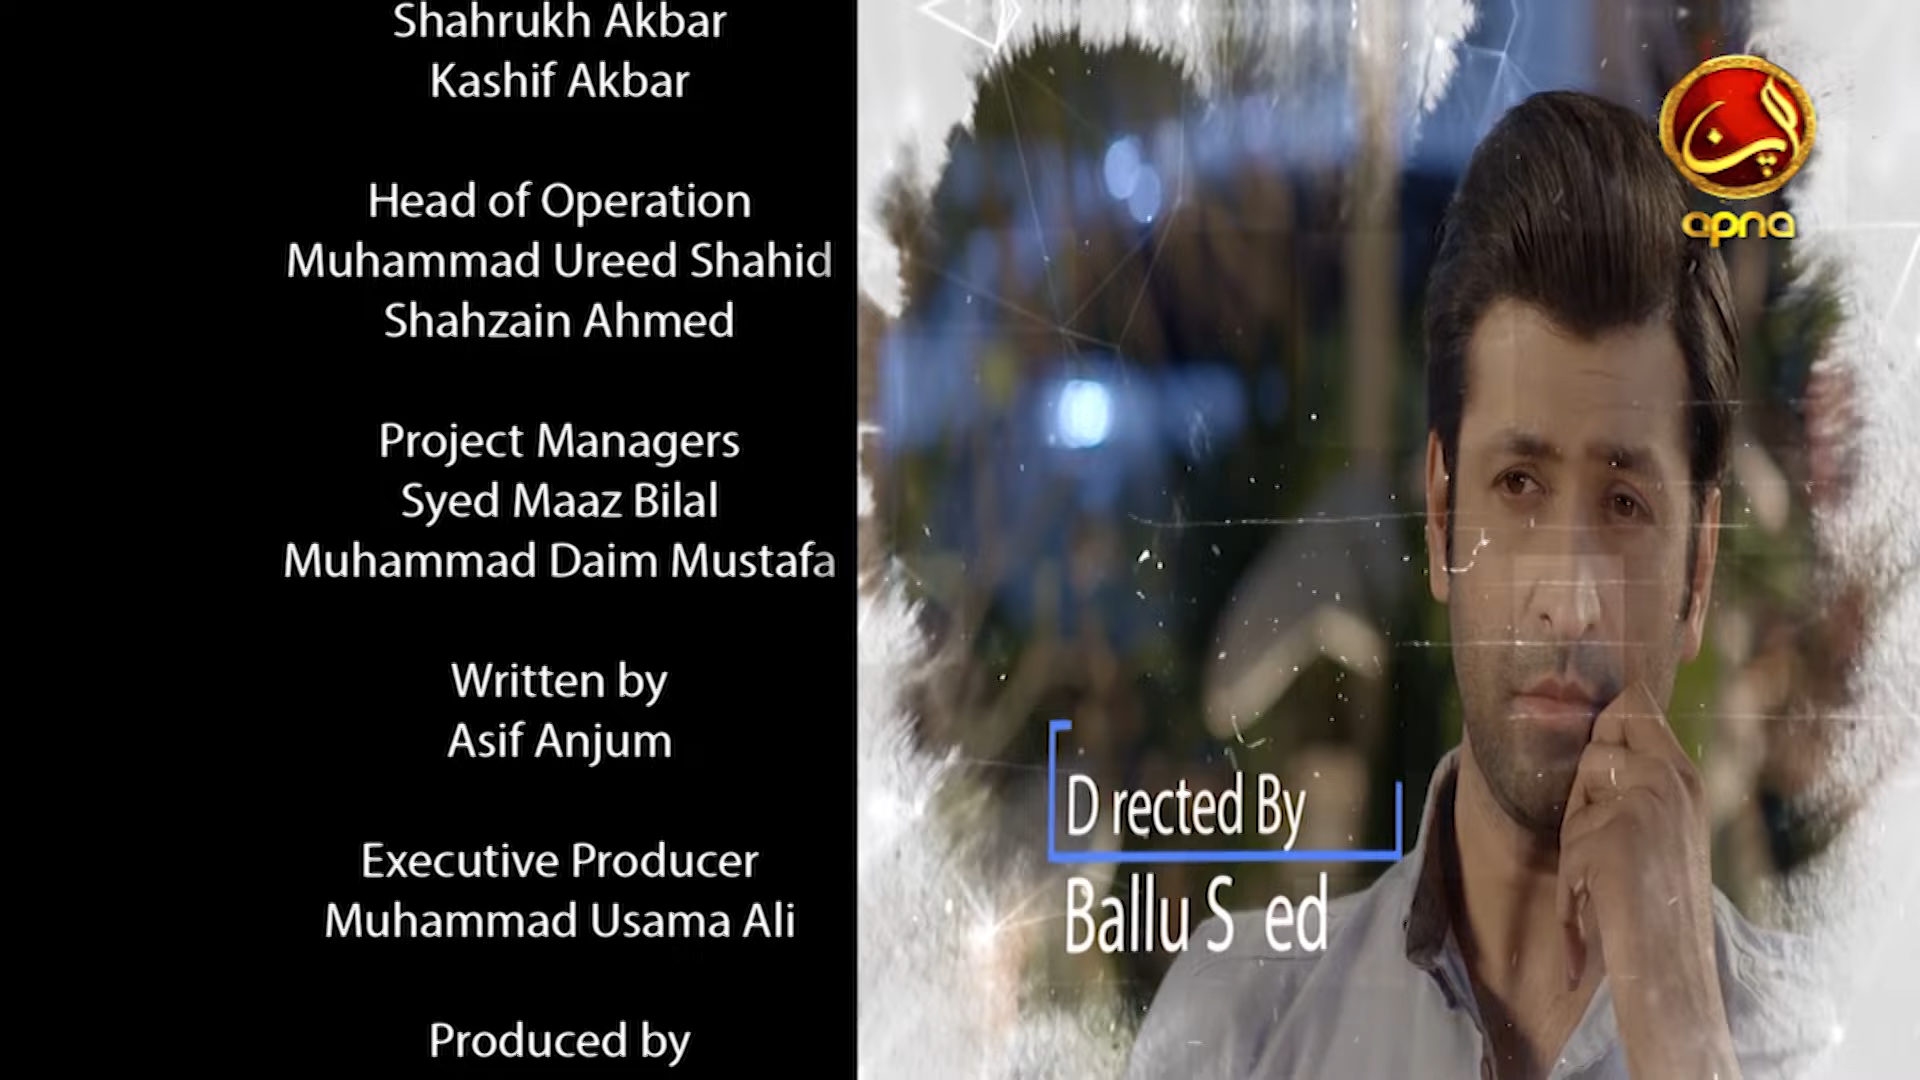 Shahrukh Akbar
Kashif Akbar
Head of Operation
Muhammad Ureed Shahid
Shahzain Ahmed
Project Managers
Syed Maaz Bilal
Muhammad Daim Mustafa
Written by
Asif Anjum
Executive Producer
Muhammad Usama Ali
Produced by
اپن
apna
D rected By
Ballu S  ed